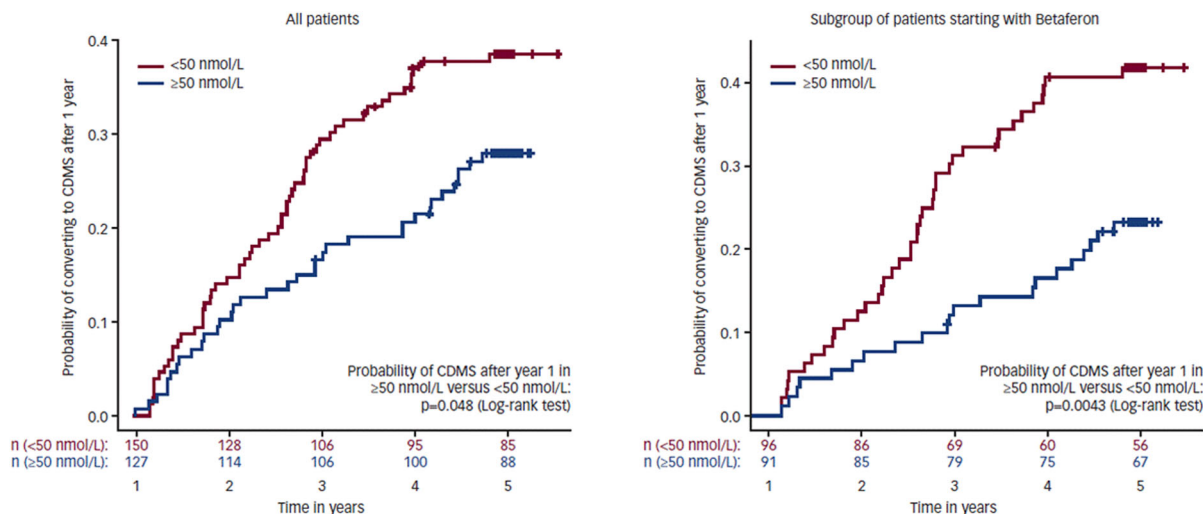 All patients
Probability of converting to CDMS after 1 year
0.4
0.3
0.2
0.1
0.0
<50 nmol/L
≥50 nmol/L
Probability of CDMS after year 1 in
≥50 nmol/L versus <50 nmol/L:
p=0.048 (Log-rank test)
n (<50 nmol/L): 150 128 106 95 85
n (≥50 nmol/L): 127 114 106 100 88
1 2 3 4 5
Time in years
Subgroup of patients starting with Betaferon
Probability of converting to CDMS after 1 year
0.4
0.3
0.2
0.1
0.0
<50 nmol/L
≥50 nmol/L
Probability of CDMS after year 1 in
≥50 nmol/L versus <50 nmol/L:
p=0.0043 (Log-rank test)
n (<50 nmol/L): 96 86 69 60 56
n (≥50 nmol/L): 91 85 79 75 67
1 2 3 4 5
Time in years